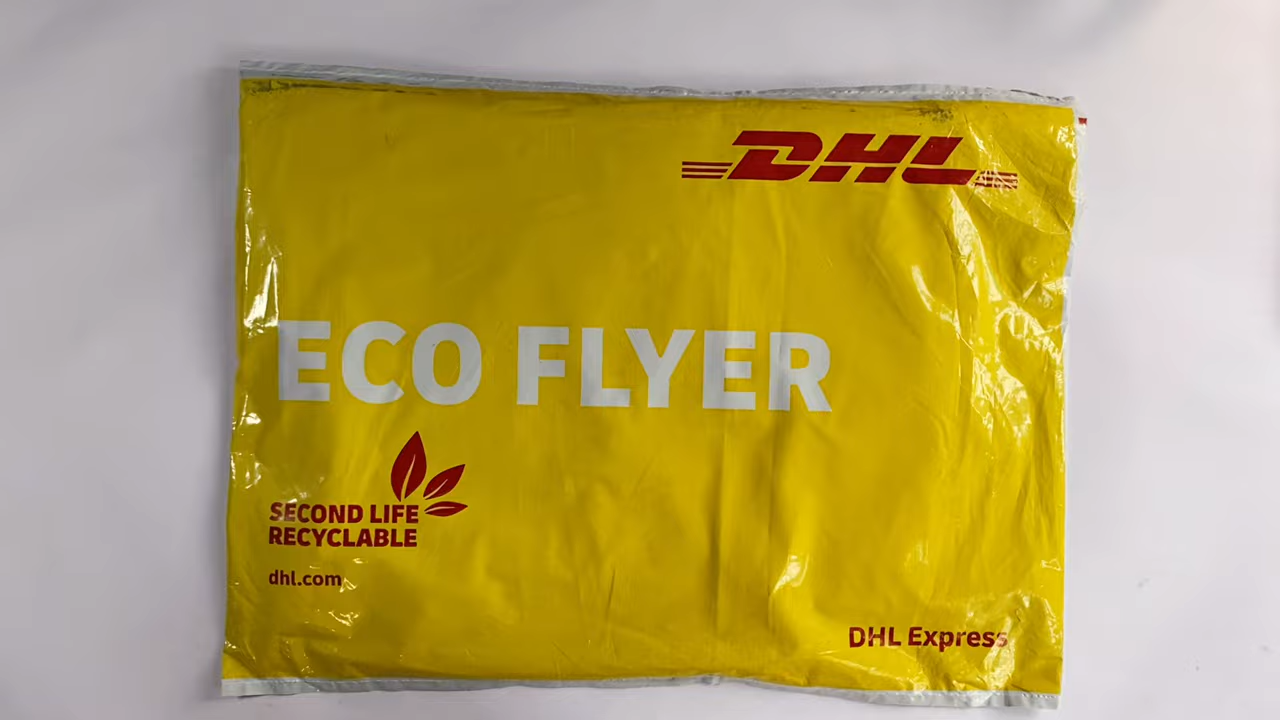 DHL
ECO FLYER
SECOND LIFE
RECYCLABLE
dhl.com
DHL Express